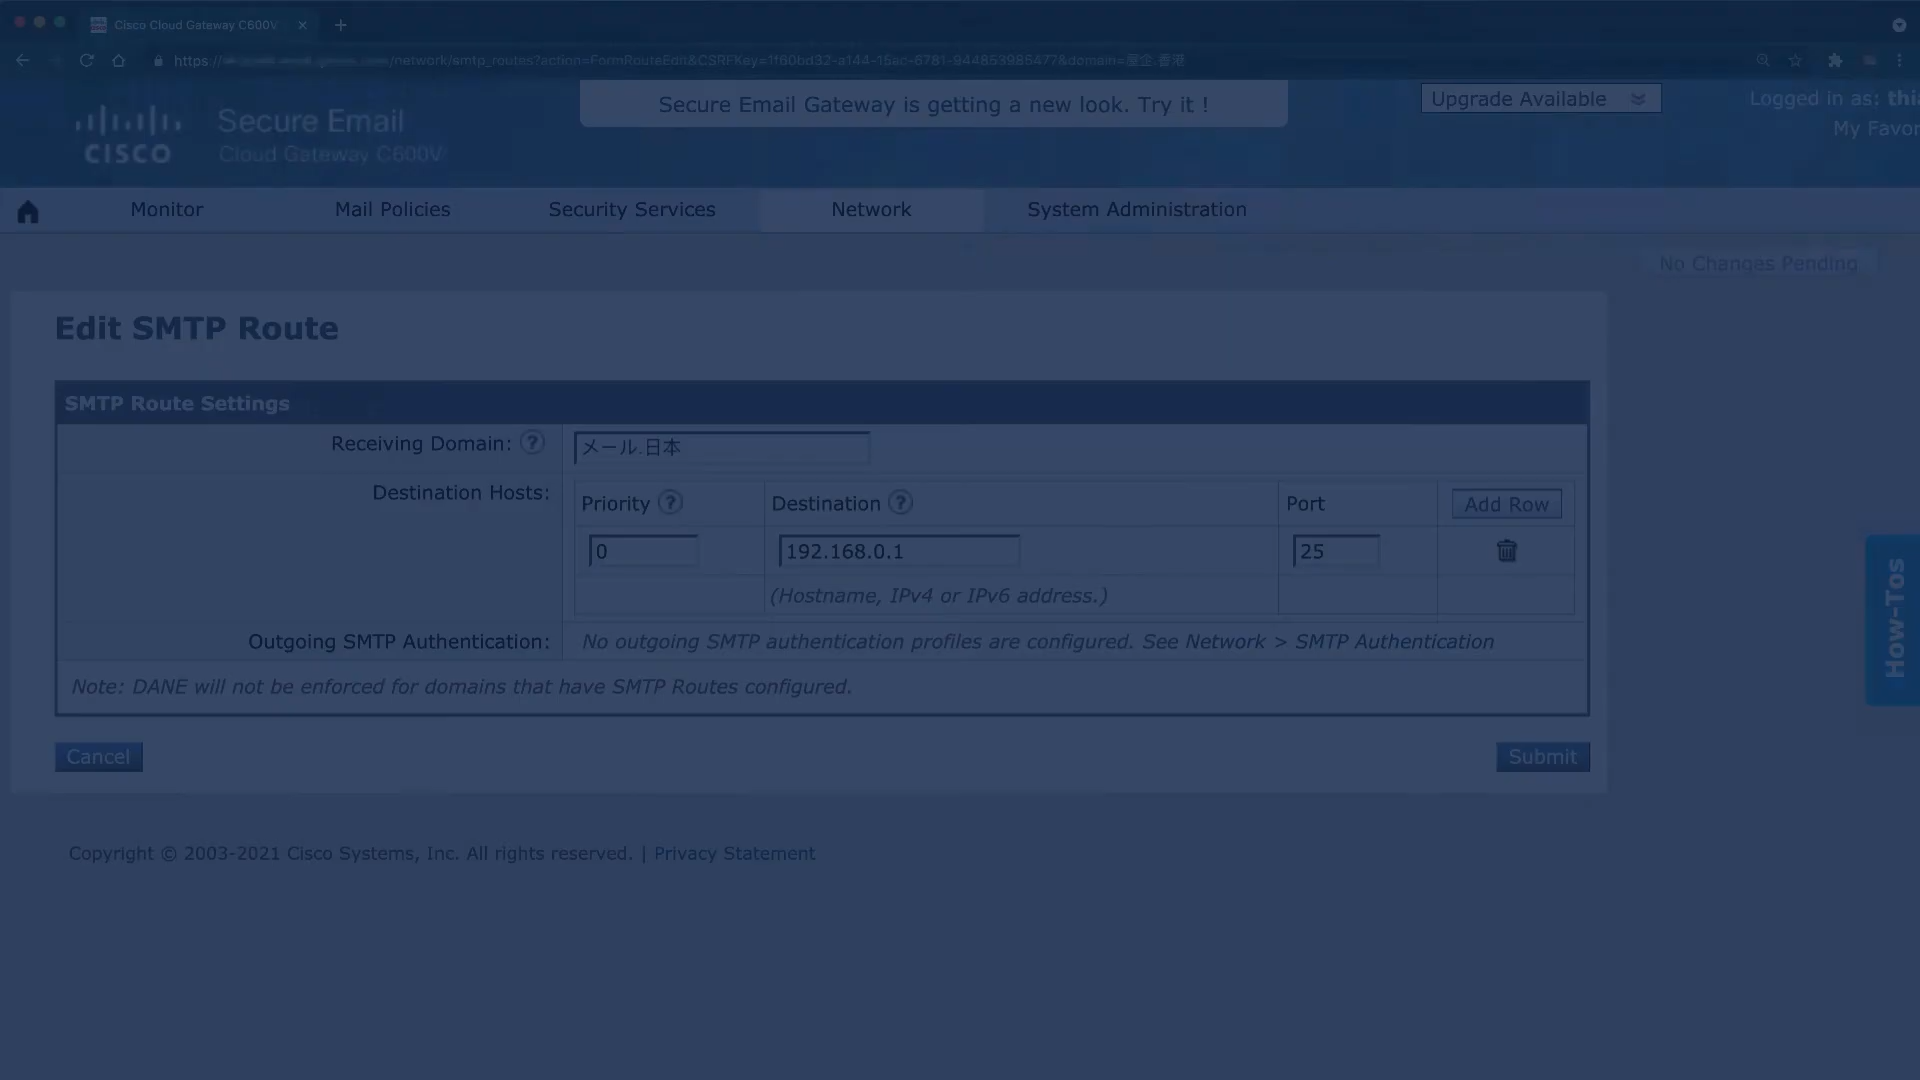 Cisco Cloud Gateway C600V
/network/smtp_routes?action=FormRouteEdit&CSRFKey=1f60bd32-a144-15ac-6781-944853985477&domain=屋企.香港
https://
CISCO
Secure Email
Cloud Gateway C600V
Secure Email Gateway is getting a new look. Try it !
Upgrade Available
Logged in as: thia
My Favor
Monitor
Mail Policies
Security Services
Network
System Administration
No Changes Pending
Edit SMTP Route
SMTP Route Settings
Receiving Domain: ?
メール.日本
Destination Hosts:
Priority ?
Destination ?
Port
Add Row
0
192.168.0.1
25
(Hostname, IPv4 or IPv6 address.)
Outgoing SMTP Authentication:
No outgoing SMTP authentication profiles are configured. See Network > SMTP Authentication
Note: DANE will not be enforced for domains that have SMTP Routes configured.
Cancel
Submit
How-Tos
Copyright © 2003-2021 Cisco Systems, Inc. All rights reserved. | Privacy Statement